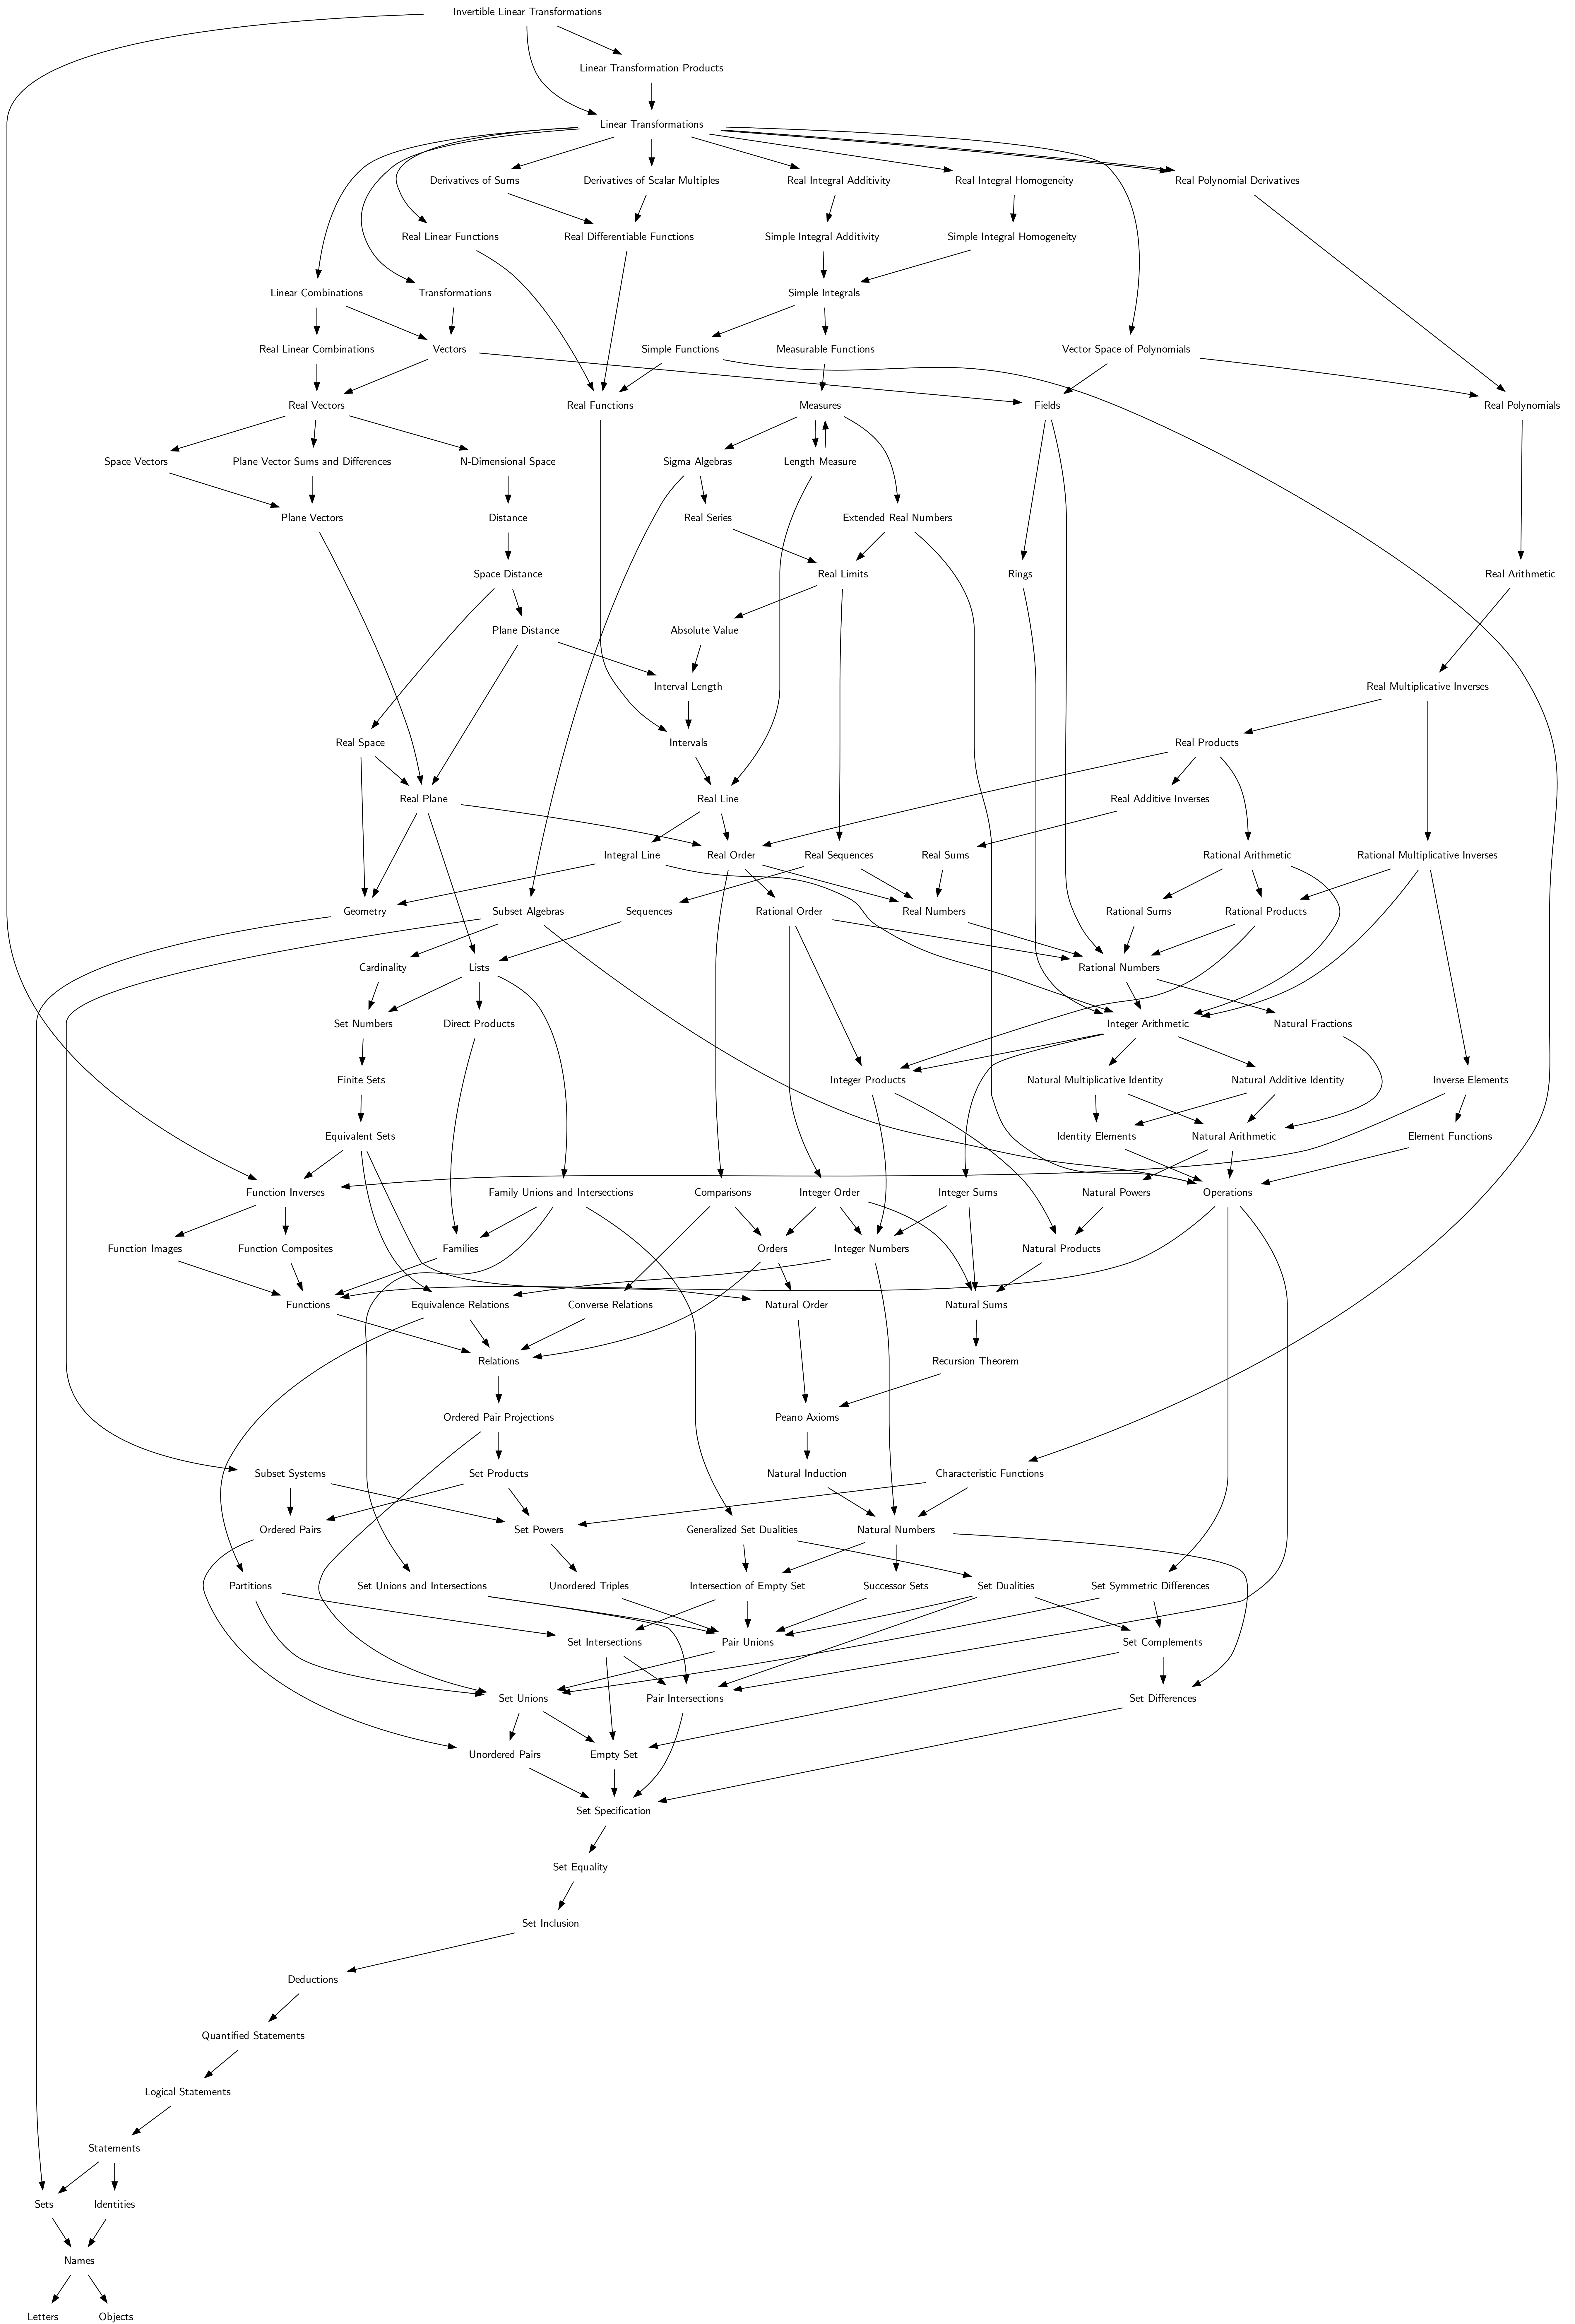 Invertible Linear Transformations
Linear Transformation Products
Linear Transformations
Derivatives of Sums
Derivatives of Scalar Multiples
Real Integral Additivity
Real Integral Homogeneity
Real Polynomial Derivatives
Real Linear Functions
Real Differentiable Functions
Simple Integral Additivity
Simple Integral Homogeneity
Linear Combinations
Transformations
Simple Integrals
Real Linear Combinations
Vectors
Simple Functions
Measurable Functions
Vector Space of Polynomials
Real Vectors
Real Functions
Measures
Fields
Real Polynomials
Space Vectors
Plane Vector Sums and Differences
N-Dimensional Space
Sigma Algebras
Length Measure
Plane Vectors
Distance
Real Series
Extended Real Numbers
Space Distance
Real Limits
Rings
Real Arithmetic
Plane Distance
Absolute Value
Interval Length
Real Multiplicative Inverses
Real Space
Intervals
Real Products
Real Plane
Real Line
Real Additive Inverses
Integral Line
Real Order
Real Sequences
Real Sums
Rational Arithmetic
Rational Multiplicative Inverses
Geometry
Subset Algebras
Sequences
Rational Order
Real Numbers
Rational Sums
Rational Products
Cardinality
Lists
Rational Numbers
Set Numbers
Direct Products
Integer Arithmetic
Natural Fractions
Finite Sets
Integer Products
Natural Multiplicative Identity
Natural Additive Identity
Inverse Elements
Equivalent Sets
Identity Elements
Natural Arithmetic
Element Functions
Function Inverses
Family Unions and Intersections
Comparisons
Integer Order
Integer Sums
Natural Powers
Operations
Function Images
Function Composites
Families
Orders
Integer Numbers
Natural Products
Functions
Equivalence Relations
Converse Relations
Natural Order
Natural Sums
Relations
Recursion Theorem
Ordered Pair Projections
Peano Axioms
Subset Systems
Set Products
Natural Induction
Characteristic Functions
Ordered Pairs
Set Powers
Generalized Set Dualities
Natural Numbers
Partitions
Set Unions and Intersections
Unordered Triples
Intersection of Empty Set
Successor Sets
Set Dualities
Set Symmetric Differences
Set Intersections
Pair Unions
Set Complements
Set Unions
Pair Intersections
Set Differences
Unordered Pairs
Empty Set
Set Specification
Set Equality
Set Inclusion
Deductions
Quantified Statements
Logical Statements
Statements
Sets
Identities
Names
Letters
Objects